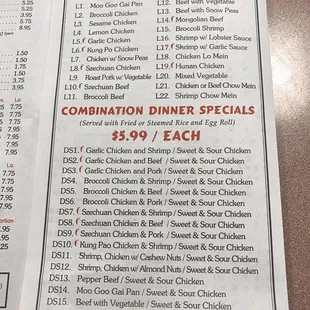 L1. Moo Goo Gai Pan
L2. Broccoli Chicken
L3. Sesame Chicken
L4. Lemon Chicken
L5. Garlic Chicken
L6. Kung Po Chicken
L7. Chicken w/ Snow Peas
L8. Szechuan Chicken
L9. Roast Pork w/ Vegetable
L10. Szechuan Beef
L11. Broccoli Beef
L12. Beef with Vegetable
L13. Beef with Snow Peas
L14. Mongolian Beef
L15. Broccoli Shrimp
L16. Shrimp w/ Lobster Sauce
L17. Shrimp w/ Garlic Sauce
L18. Chicken Lo Mein
L19. Hunan Chicken
L20. Mixed Vegetable
L21. Chicken or Beef Chow Mein
L22. Shrimp Chow Mein
COMBINATION DINNER SPECIALS
(Served with Fried or Steamed Rice and Egg Roll)
$5.99 / EACH
DS1. Garlic Chicken and Shrimp / Sweet & Sour Chicken
DS2. Garlic Chicken and Beef / Sweet & Sour Chicken
DS3. Garlic Chicken and Pork / Sweet & Sour Chicken
DS4. Broccoli Chicken & Shrimp / Sweet & Sour Chicken
DS5. Broccoli Chicken & Beef / Sweet & Sour Chicken
DS6. Broccoli Chicken & Pork / Sweet & Sour Chicken
DS7. Szechuan Chicken & Shrimp / Sweet & Sour Chicken
DS8. Szechuan Chicken & Beef / Sweet & Sour Chicken
DS9. Szechuan Chicken & Pork / Sweet & Sour Chicken
DS10. Kung Pao Chicken & Shrimp / Sweet & Sour Chicken
DS11. Shrimp, Chicken w/ Cashew Nuts / Sweet & Sour Chicken
DS12. Shrimp, Chicken w/ Almond Nuts / Sweet & Sour Chicken
DS13. Pepper Beef / Sweet & Sour Chicken
DS14. Moo Goo Gai Pan / Sweet & Sour Chicken
DS15. Beef with Vegetable / Sweet & Sour Chicken